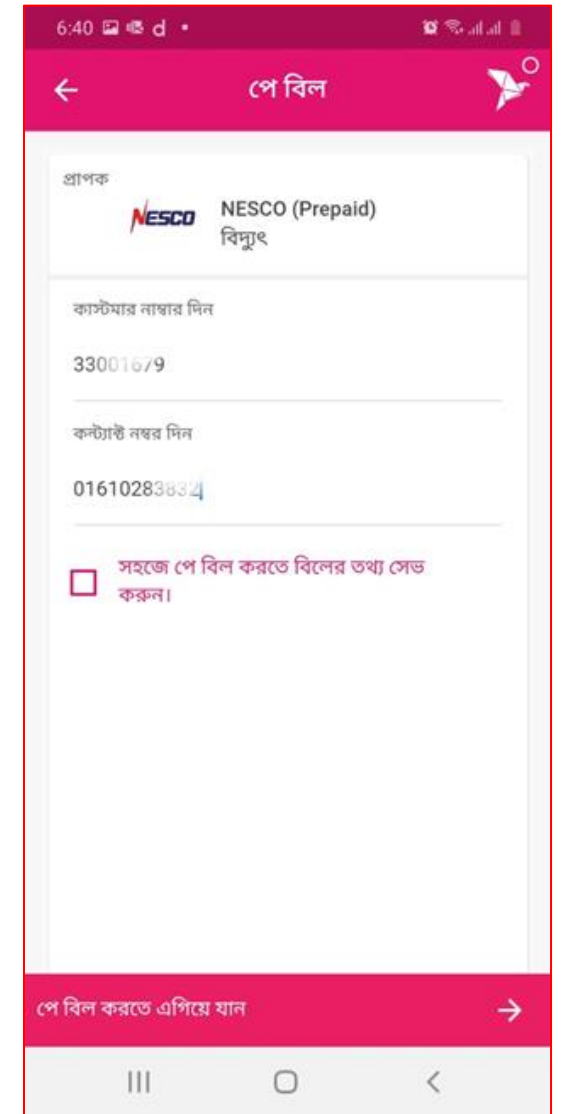 6:40
পে বিল
প্রাপক
NESCO
NESCO (Prepaid)
বিদ্যুৎ
কাস্টমার নাম্বার দিন
33001679
কন্ট্যাক্ট নম্বর দিন
01610283832
সহজে পে বিল করতে বিলের তথ্য সেভ
করুন।
পে বিল করতে এগিয়ে যান